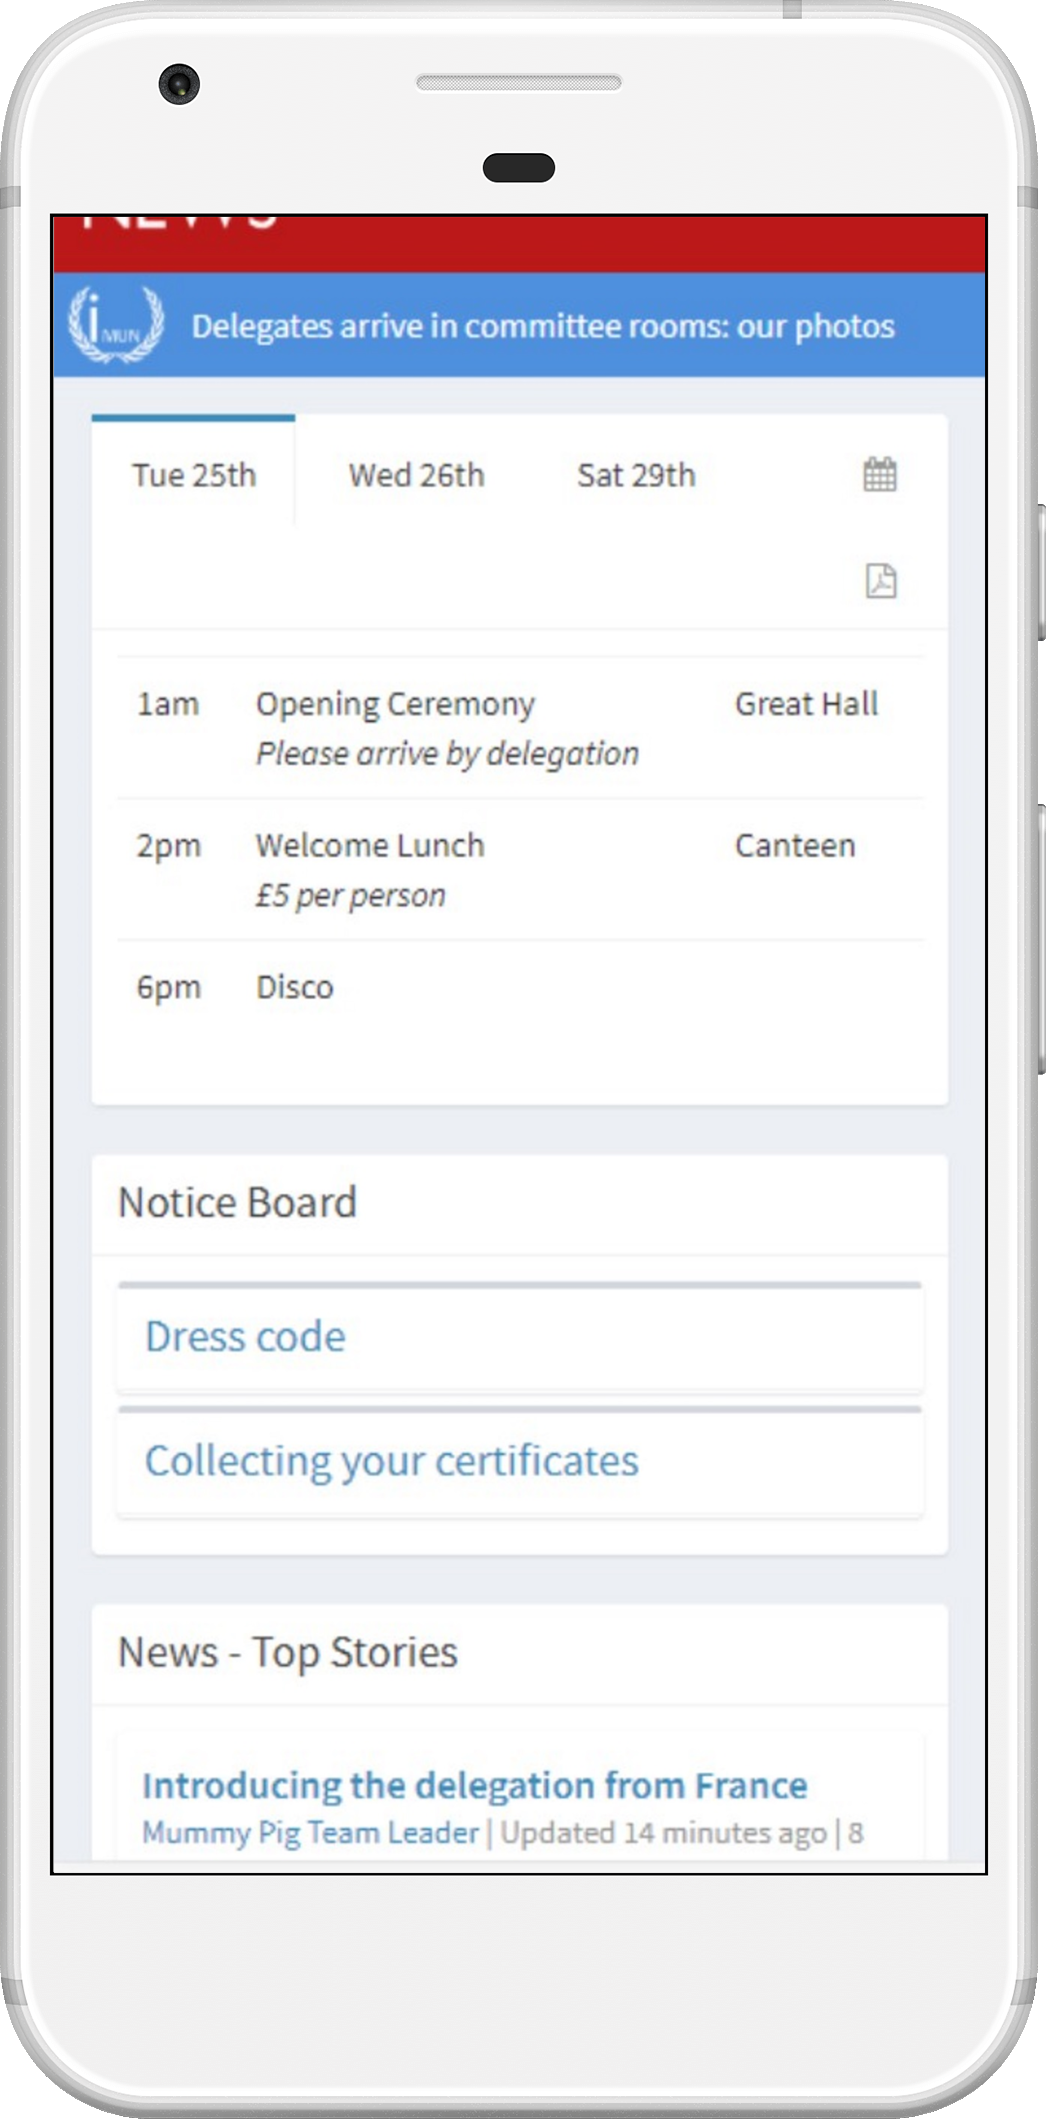 NEWS
iMUN
Delegates arrive in committee rooms: our photos
Tue 25th Wed 26th Sat 29th
1am Opening Ceremony Great Hall
Please arrive by delegation
2pm Welcome Lunch Canteen
£5 per person
6pm Disco
Notice Board
Dress code
Collecting your certificates
News - Top Stories
Introducing the delegation from France
Mummy Pig Team Leader | Updated 14 minutes ago | 8